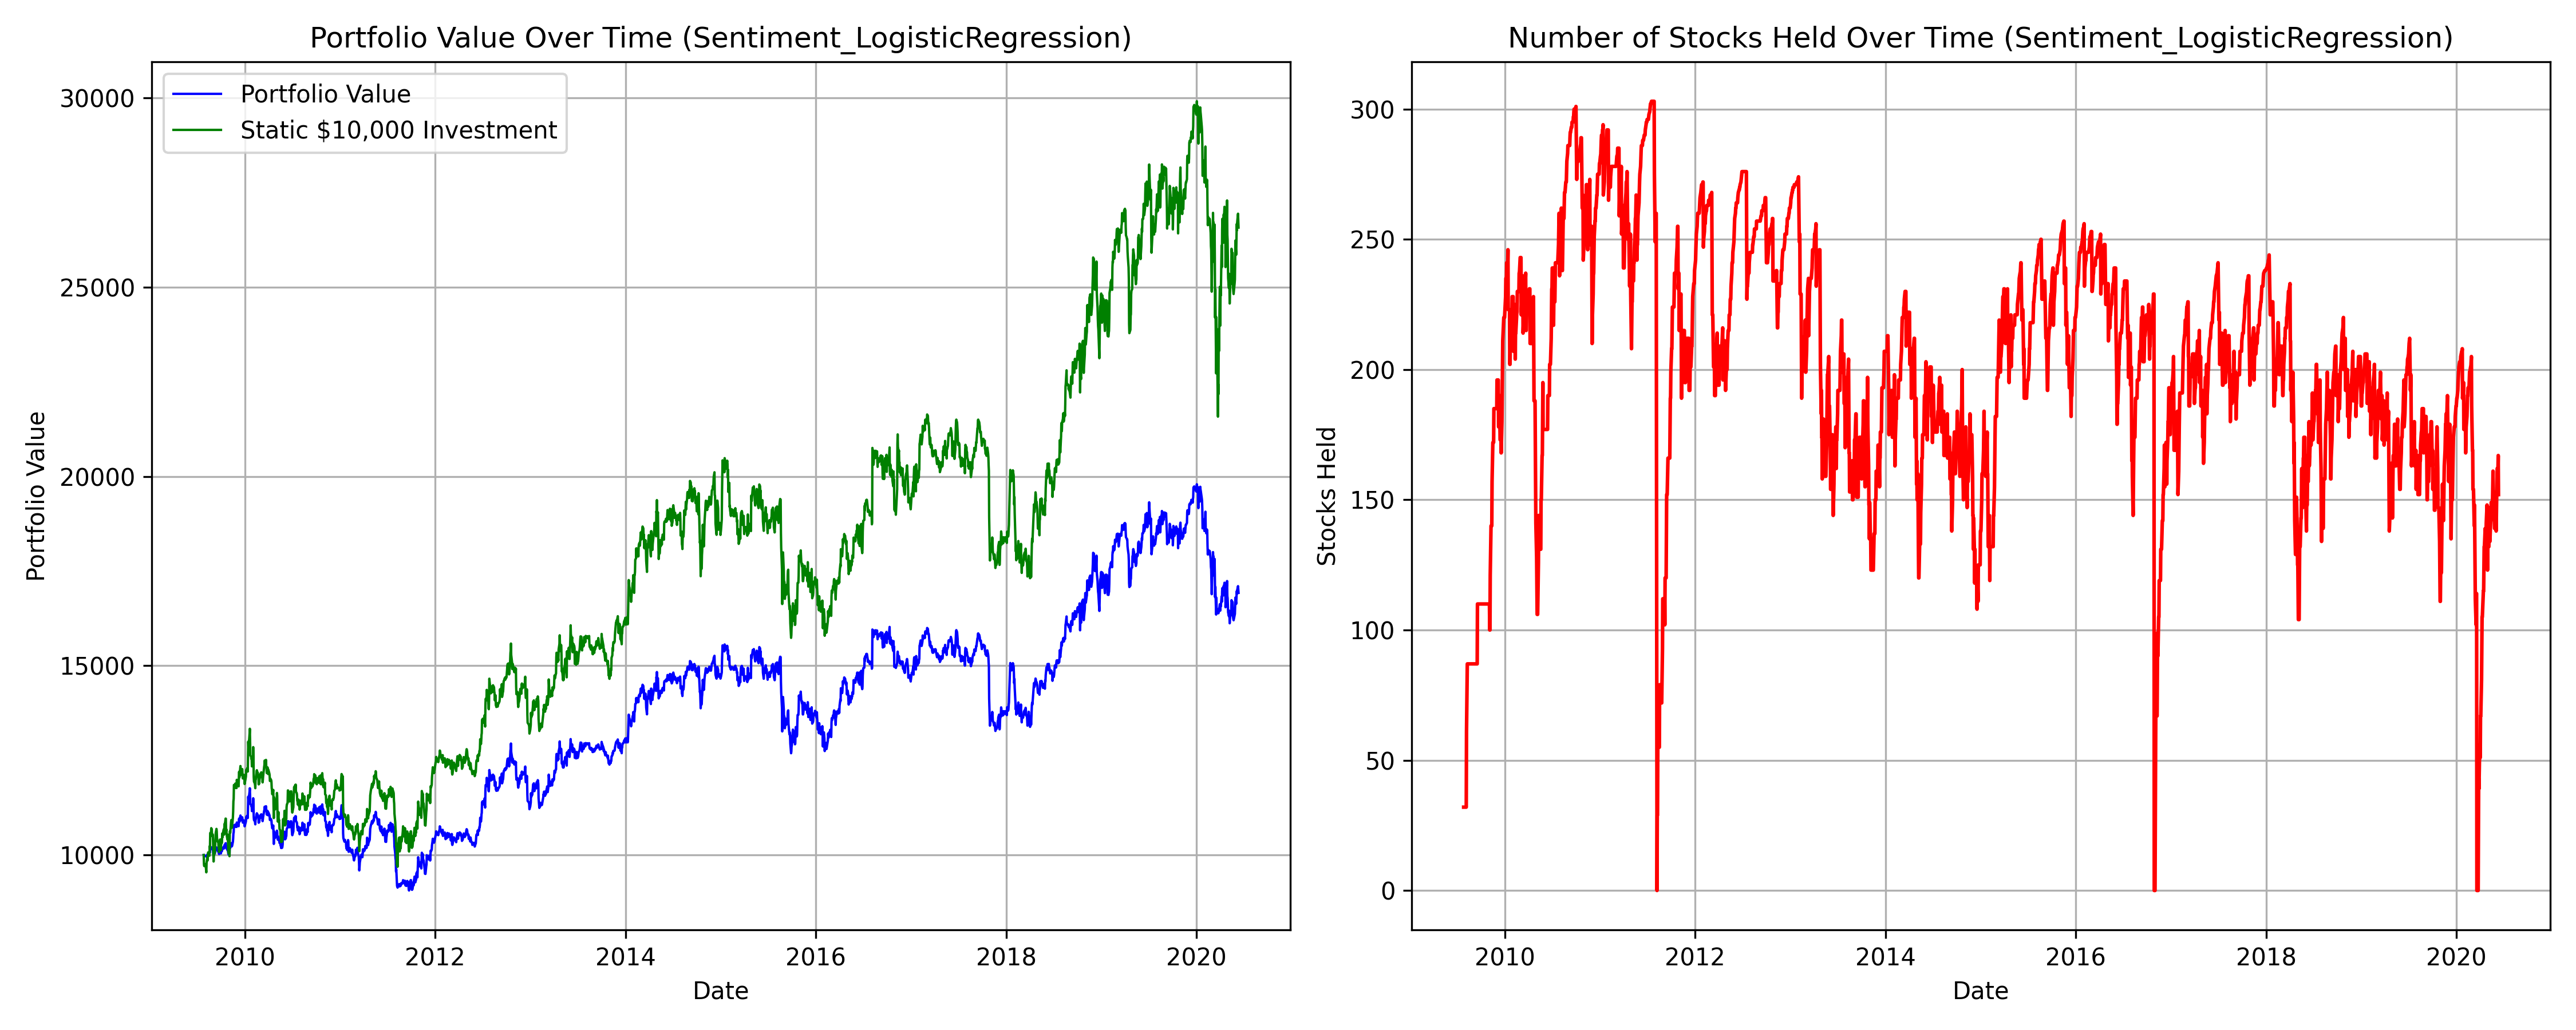 Portfolio Value Over Time (Sentiment_LogisticRegression)
Portfolio Value
Static $10,000 Investment
30000
25000
20000
15000
10000
Portfolio Value
2010 2012 2014 2016 2018 2020
Date
Number of Stocks Held Over Time (Sentiment_LogisticRegression)
300
250
200
150
100
50
0
Stocks Held
2010 2012 2014 2016 2018 2020
Date